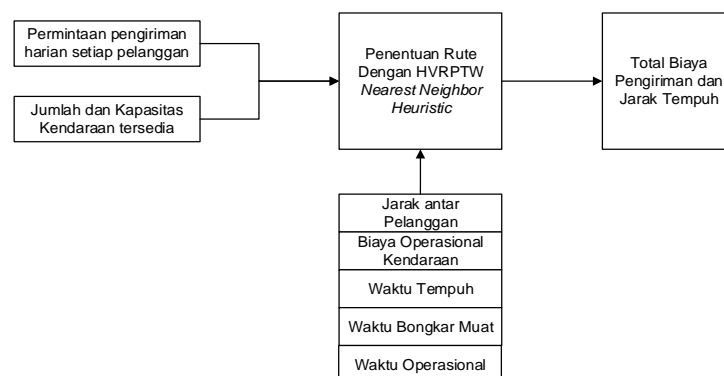 Permintaan pengiriman
harian setiap pelanggan
Jumlah dan Kapasitas
Kendaraan tersedia
Penentuan Rute
Dengan HVRPTW
Nearest Neighbor
Heuristic
Total Biaya
Pengiriman dan
Jarak Tempuh
Jarak antar
Pelanggan
Biaya Operasional
Kendaraan
Waktu Tempuh
Waktu Bongkar Muat
Waktu Operasional